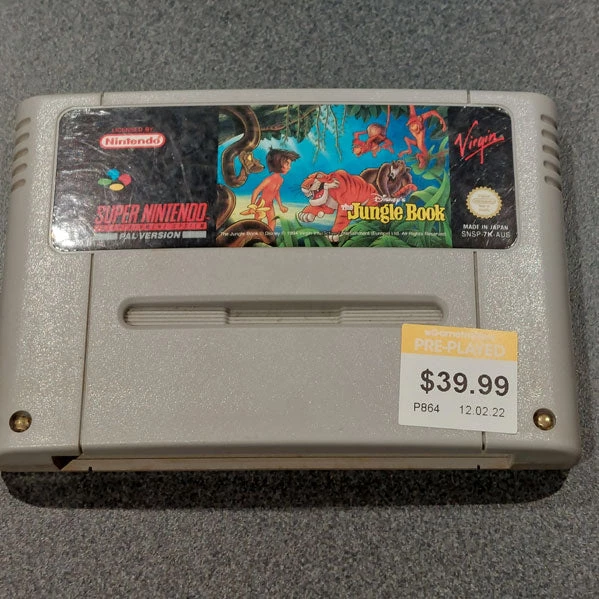 LICENSED BY
Nintendo
SUPER NINTENDO
PAL VERSION
Disney's
The Jungle Book
Virgin
MADE IN JAPAN
SNSP-7K-AUS
PRE-PLAYED
$39.99
P864 12.02.22